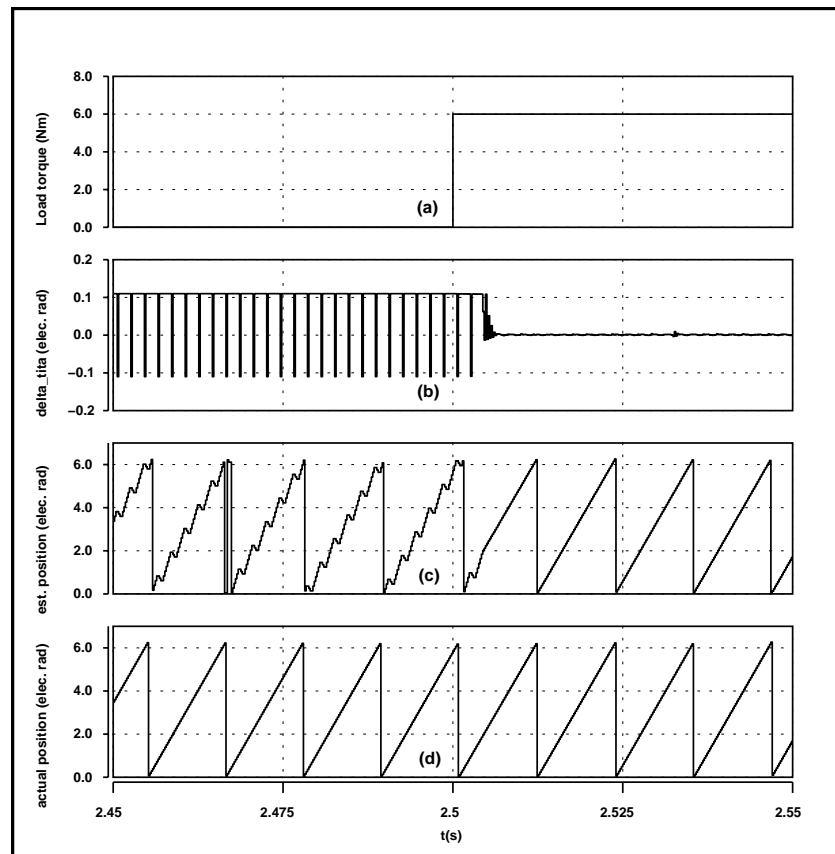 8.0
6.0
4.0
2.0
0.0
Load torque (Nm)
(a)
0.2
0.1
0.0
−0.1
−0.2
delta_tita (elec. rad)
(b)
6.0
4.0
2.0
0.0
est. position (elec. rad)
(c)
6.0
4.0
2.0
0.0
actual position (elec. rad)
(d)
2.45 2.475 2.5 2.525 2.55
t(s)